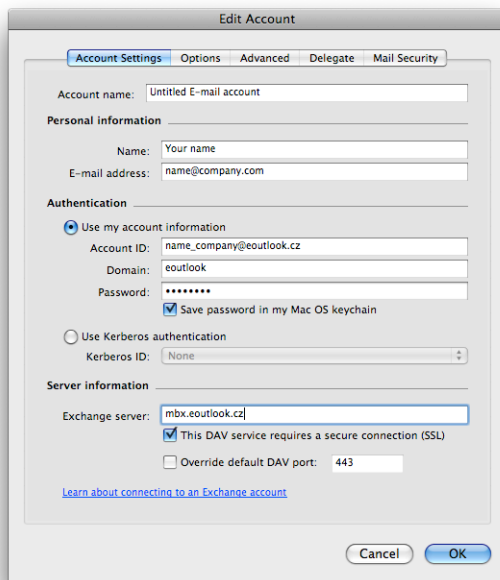 Edit Account
Account Settings Options Advanced Delegate Mail Security
Account name: Untitled E-mail account
Personal information
Name: Your name
E-mail address: name@company.com
Authentication
Use my account information
Account ID: name_company@eoutlook.cz
Domain: eoutlook
Password: ••••••••
Save password in my Mac OS keychain
Use Kerberos authentication
Kerberos ID: None
Server information
Exchange server: mbx.eoutlook.cz
This DAV service requires a secure connection (SSL)
Override default DAV port: 443
Learn about connecting to an Exchange account
Cancel OK